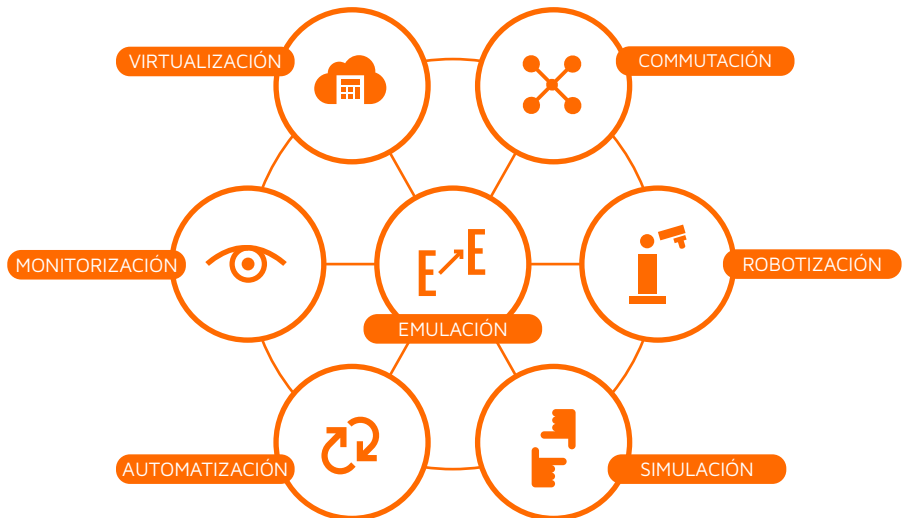 VIRTUALIZACIÓN
COMMUTACIÓN
MONITORIZACIÓN
E E
ROBOTIZACIÓN
EMULACIÓN
AUTOMATIZACIÓN
SIMULACIÓN